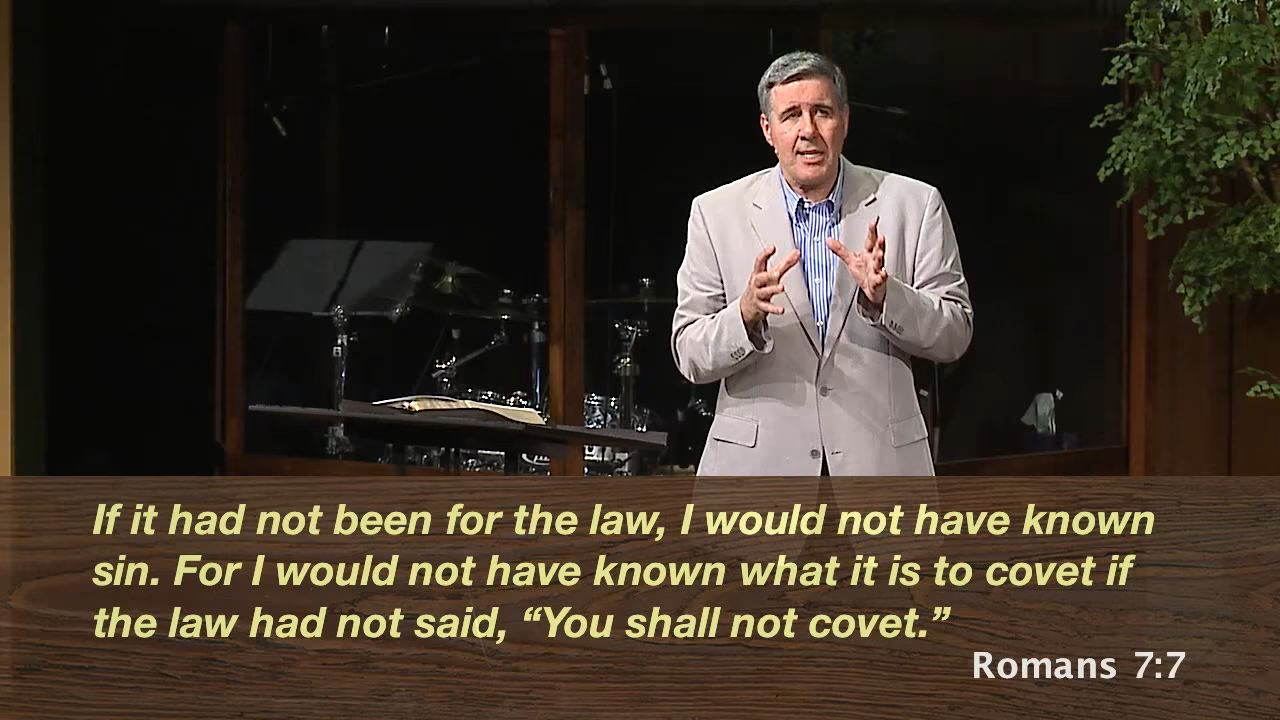 If it had not been for the law, I would not have known
sin. For I would not have known what it is to covet if
the law had not said, “You shall not covet.”
Romans 7:7